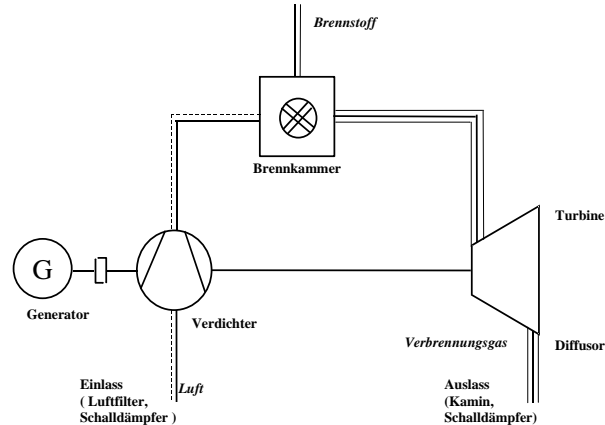 Brennstoff
Brennkammer
Turbine
G
Generator
Verdichter
Verbrennungsgas
Diffusor
Einlass
( Luftfilter,
Schalldämpfer )
Luft
Auslass
(Kamin,
Schalldämpfer)